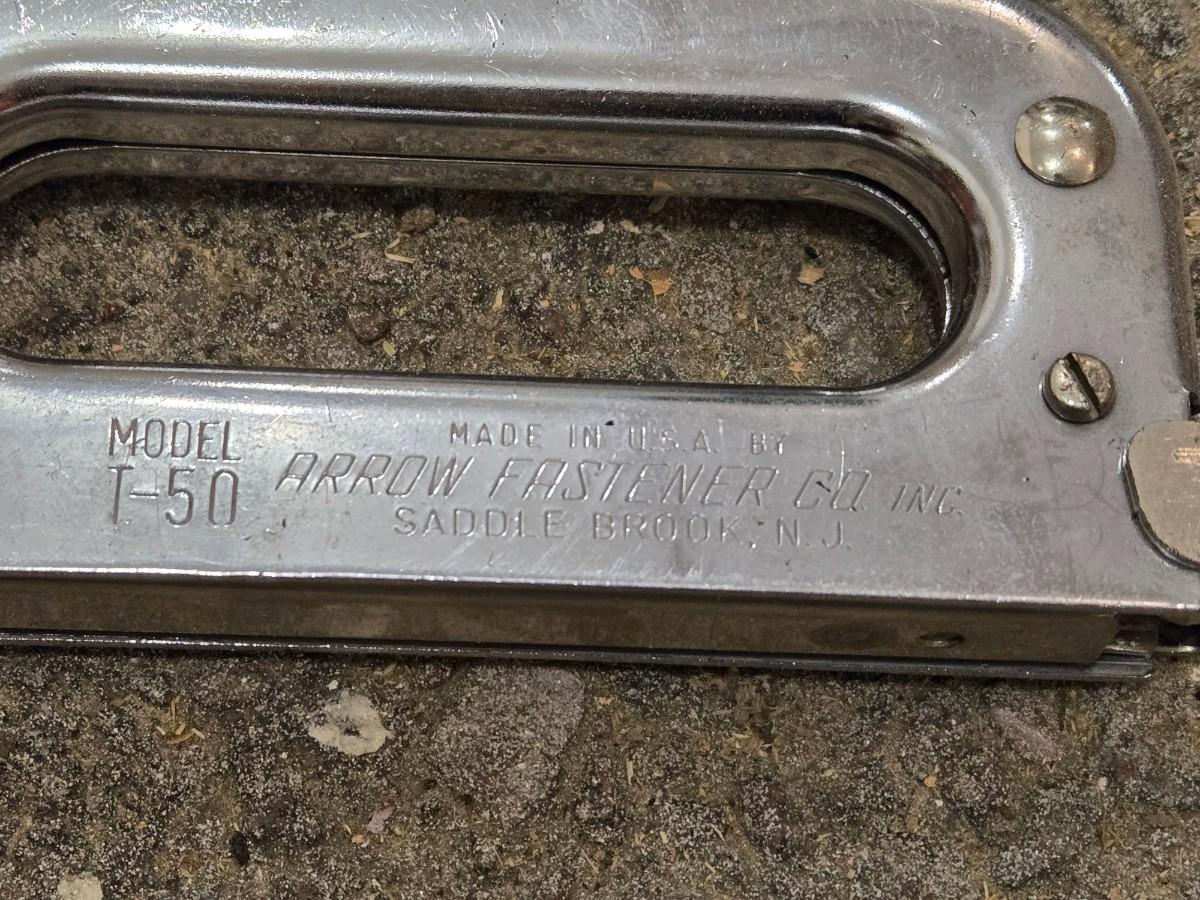 MODEL
T-50
MADE IN U.S.A. BY
ARROW FASTENER CO. INC.
SADDLE BROOK, N.J.